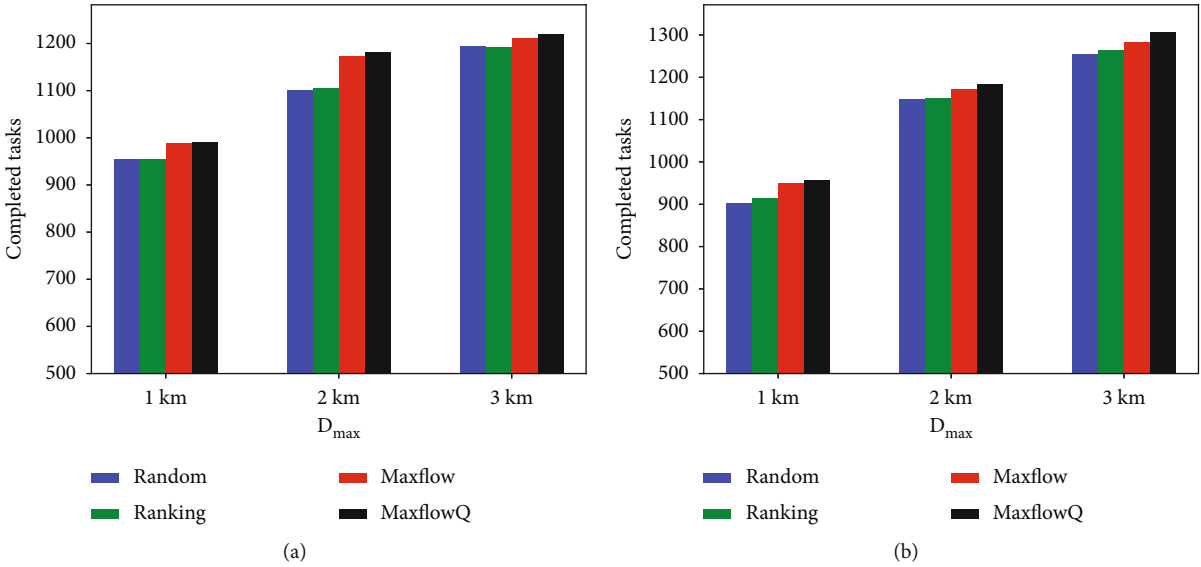 Completed tasks
1200
1100
1000
900
800
700
600
500
1 km
2 km
3 km
D_max
Random
Ranking
Maxflow
MaxflowQ
(a)
Completed tasks
1300
1200
1100
1000
900
800
700
600
500
1 km
2 km
3 km
D_max
Random
Ranking
Maxflow
MaxflowQ
(b)